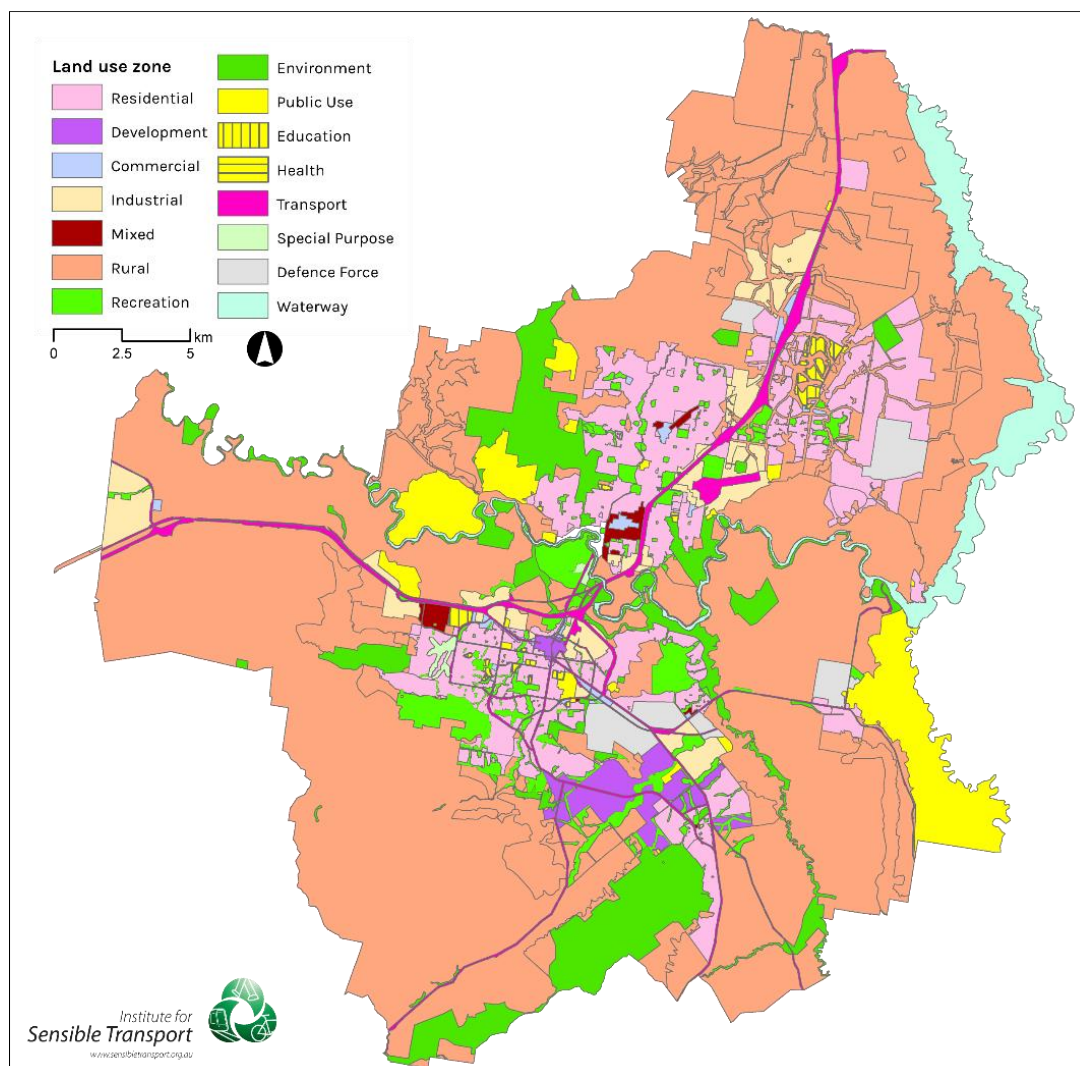 Land use zone
Residential
Development
Commercial
Industrial
Mixed
Rural
Recreation
Environment
Public Use
Education
Health
Transport
Special Purpose
Defence Force
Waterway
km
0 2.5 5
Institute for
Sensible Transport
www.sensibletransport.org.au